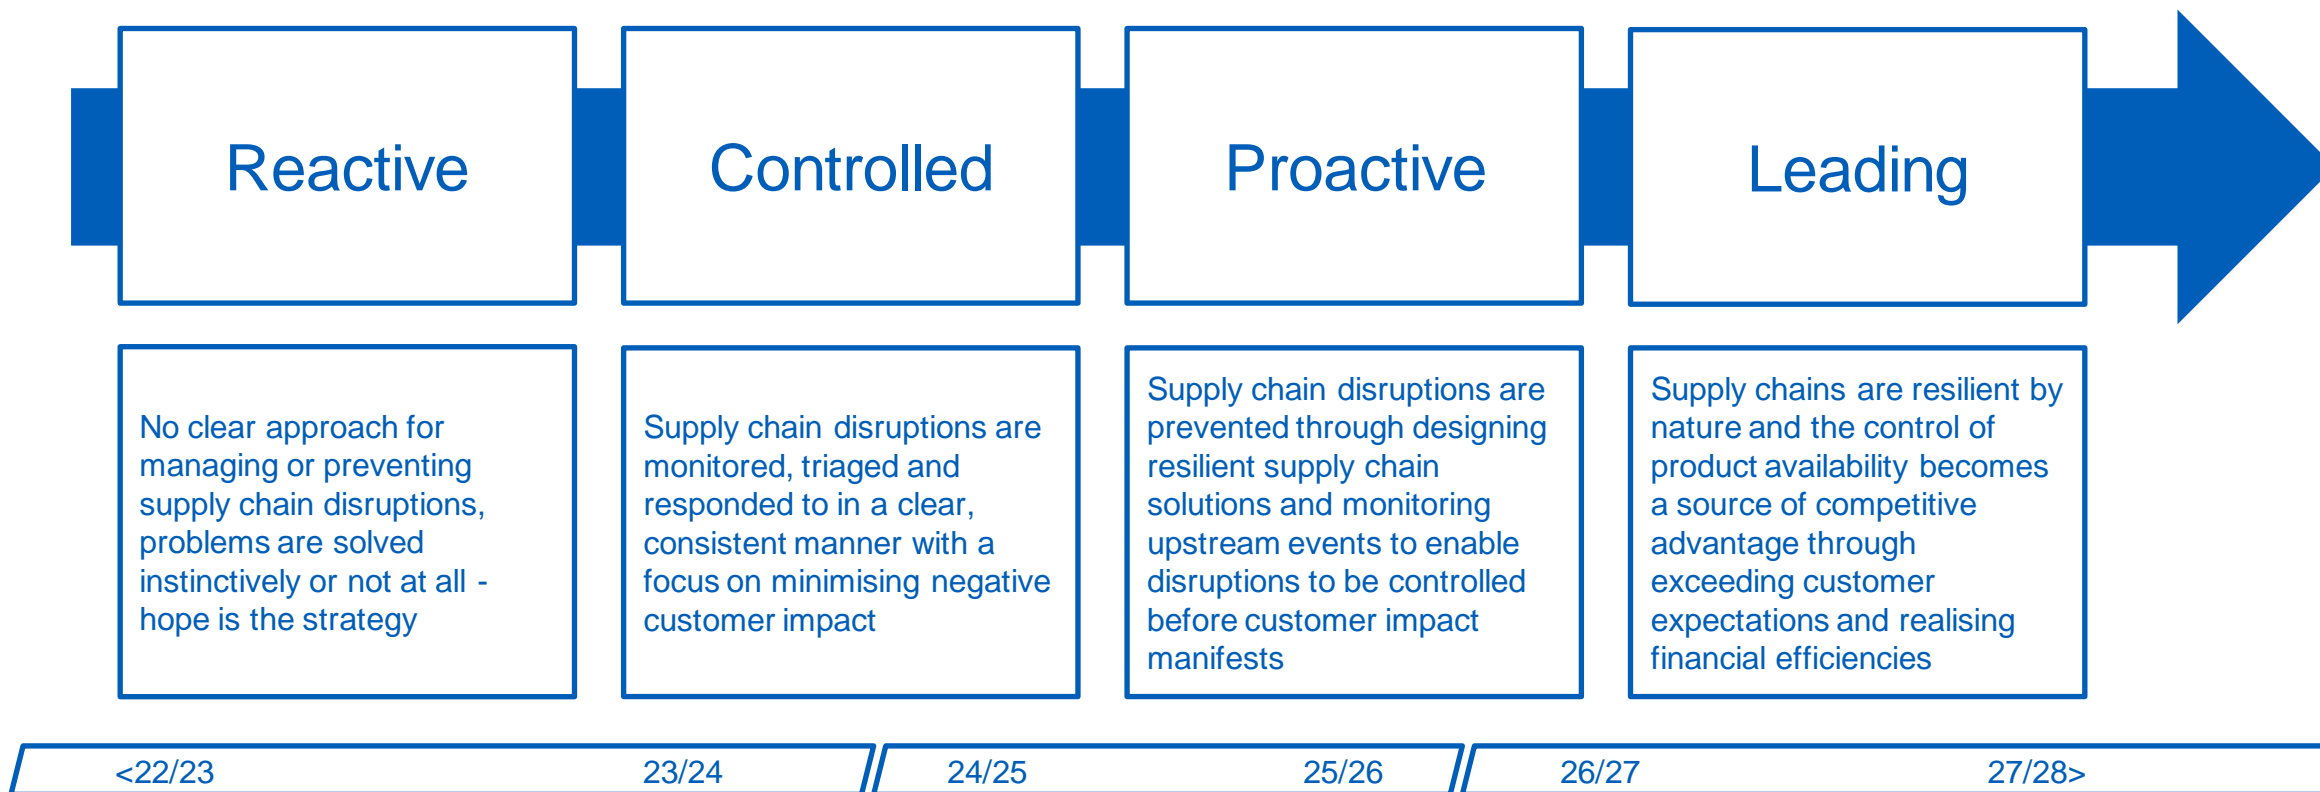 Reactive
Controlled
Proactive
Leading
No clear approach for
managing or preventing
supply chain disruptions,
problems are solved
instinctively or not at all -
hope is the strategy
Supply chain disruptions are
monitored, triaged and
responded to in a clear,
consistent manner with a
focus on minimising negative
customer impact
Supply chain disruptions are
prevented through designing
resilient supply chain
solutions and monitoring
upstream events to enable
disruptions to be controlled
before customer impact
manifests
Supply chains are resilient by
nature and the control of
product availability becomes
a source of competitive
advantage through
exceeding customer
expectations and realising
financial efficiencies
<22/23
23/24
24/25
25/26
26/27
27/28>